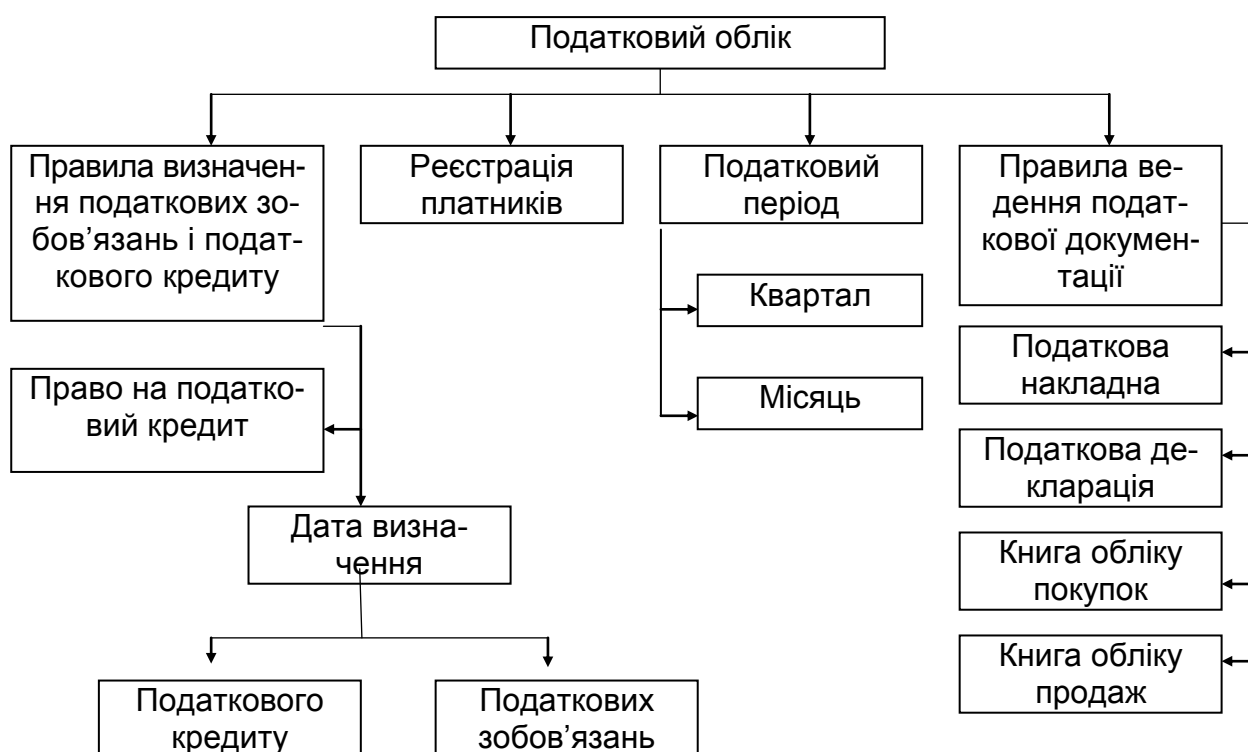 Податковий облік
Правила визначен-
ня податкових зо-
бов’язань і подат-
кового кредиту
Реєстрація
платників
Податковий
період
Правила ве-
дення подат-
кової докумен-
тації
Квартал
Місяць
Право на податко-
вий кредит
Дата визна-
чення
Податкового
кредиту
Податкових
зобов’язань
Податкова
накладна
Податкова де-
кларація
Книга обліку
покупок
Книга обліку
продаж